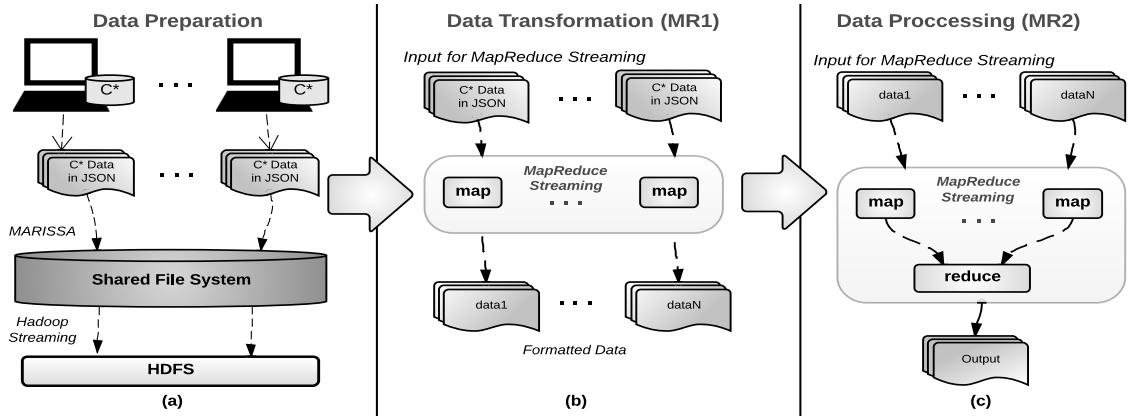 Data Preparation
C*
C*
C* Data
in JSON
C* Data
in JSON
MARISSA
Shared File System
Hadoop
Streaming
HDFS
(a)
Data Transformation (MR1)
Input for MapReduce Streaming
C* Data
in JSON
C* Data
in JSON
MapReduce
Streaming
map
map
data1
dataN
Formatted Data
(b)
Data Proccessing (MR2)
Input for MapReduce Streaming
data1
dataN
MapReduce
Streaming
map
map
reduce
Output
(c)